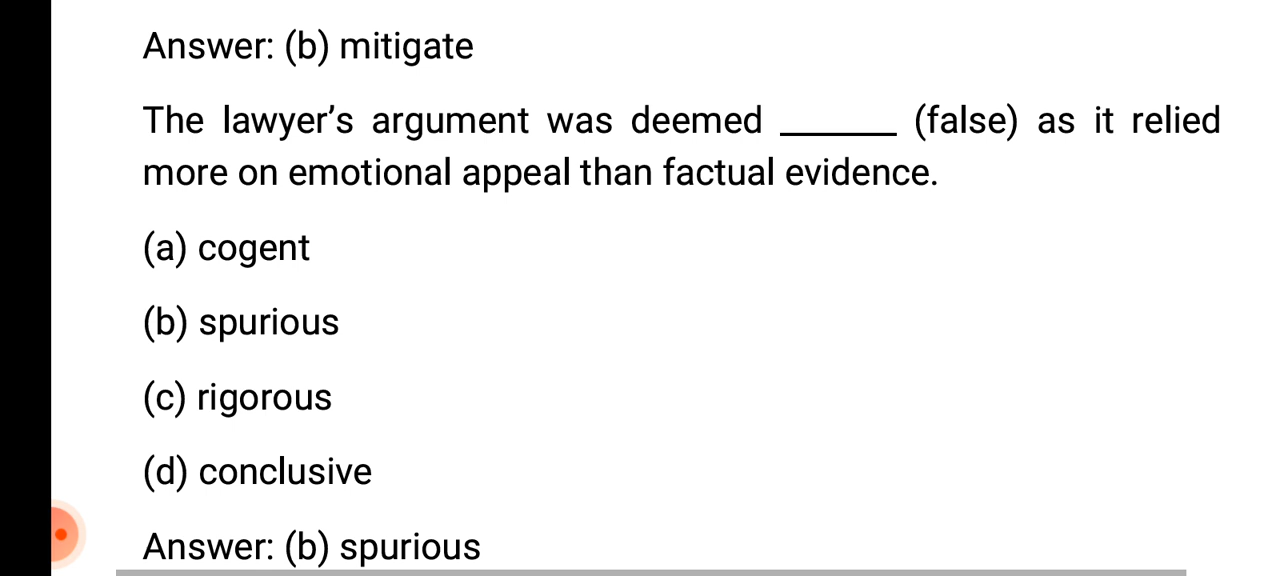 Answer: (b) mitigate
The lawyer’s argument was deemed ______ (false) as it relied
more on emotional appeal than factual evidence.
(a) cogent
(b) spurious
(c) rigorous
(d) conclusive
Answer: (b) spurious